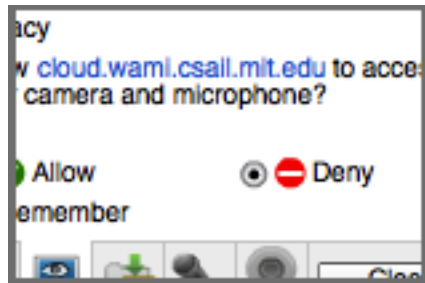 acy
w cloud.wami.csail.mit.edu to acce
camera and microphone?
Allow Deny
emember